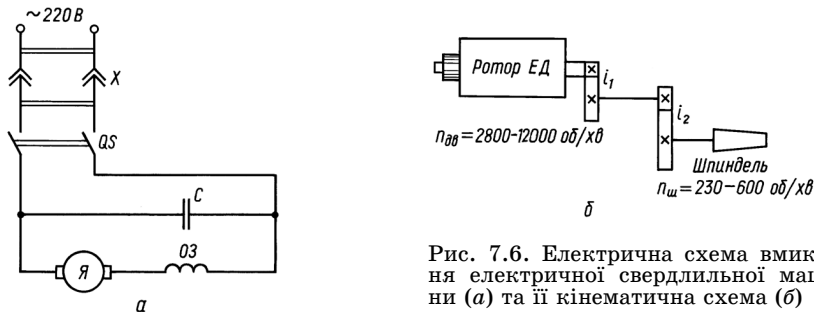 ~220 В
X
QS
C
Я
ОЗ
а
Ротор ЕД
i₁
i₂
nдв=2800-12000 об/хв
Шпиндель
nш=230-600 об/хВ
б
Рис. 7.6. Електрична схема вмик
ня електричної свердлильної маш
ни (а) та її кінематична схема (б)